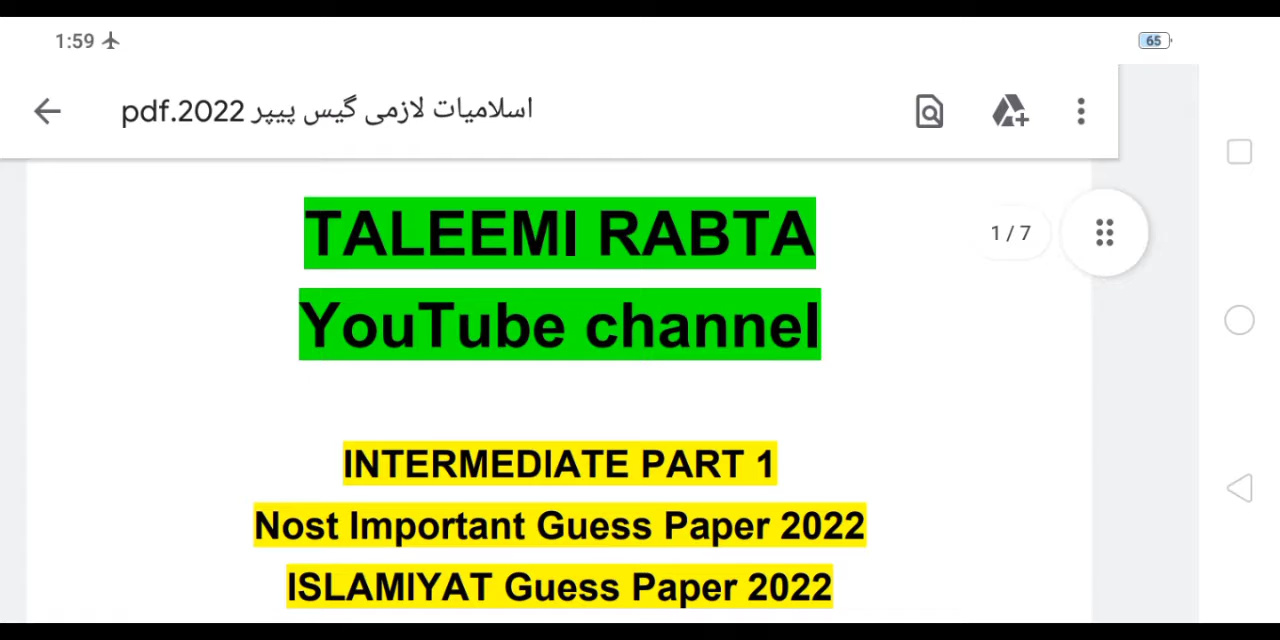 1:59
65
اسلامیات لازمی گیس پیپر 2022.pdf
TALEEMI RABTA
1 / 7
YouTube channel
INTERMEDIATE PART 1
Nost Important Guess Paper 2022
ISLAMIYAT Guess Paper 2022